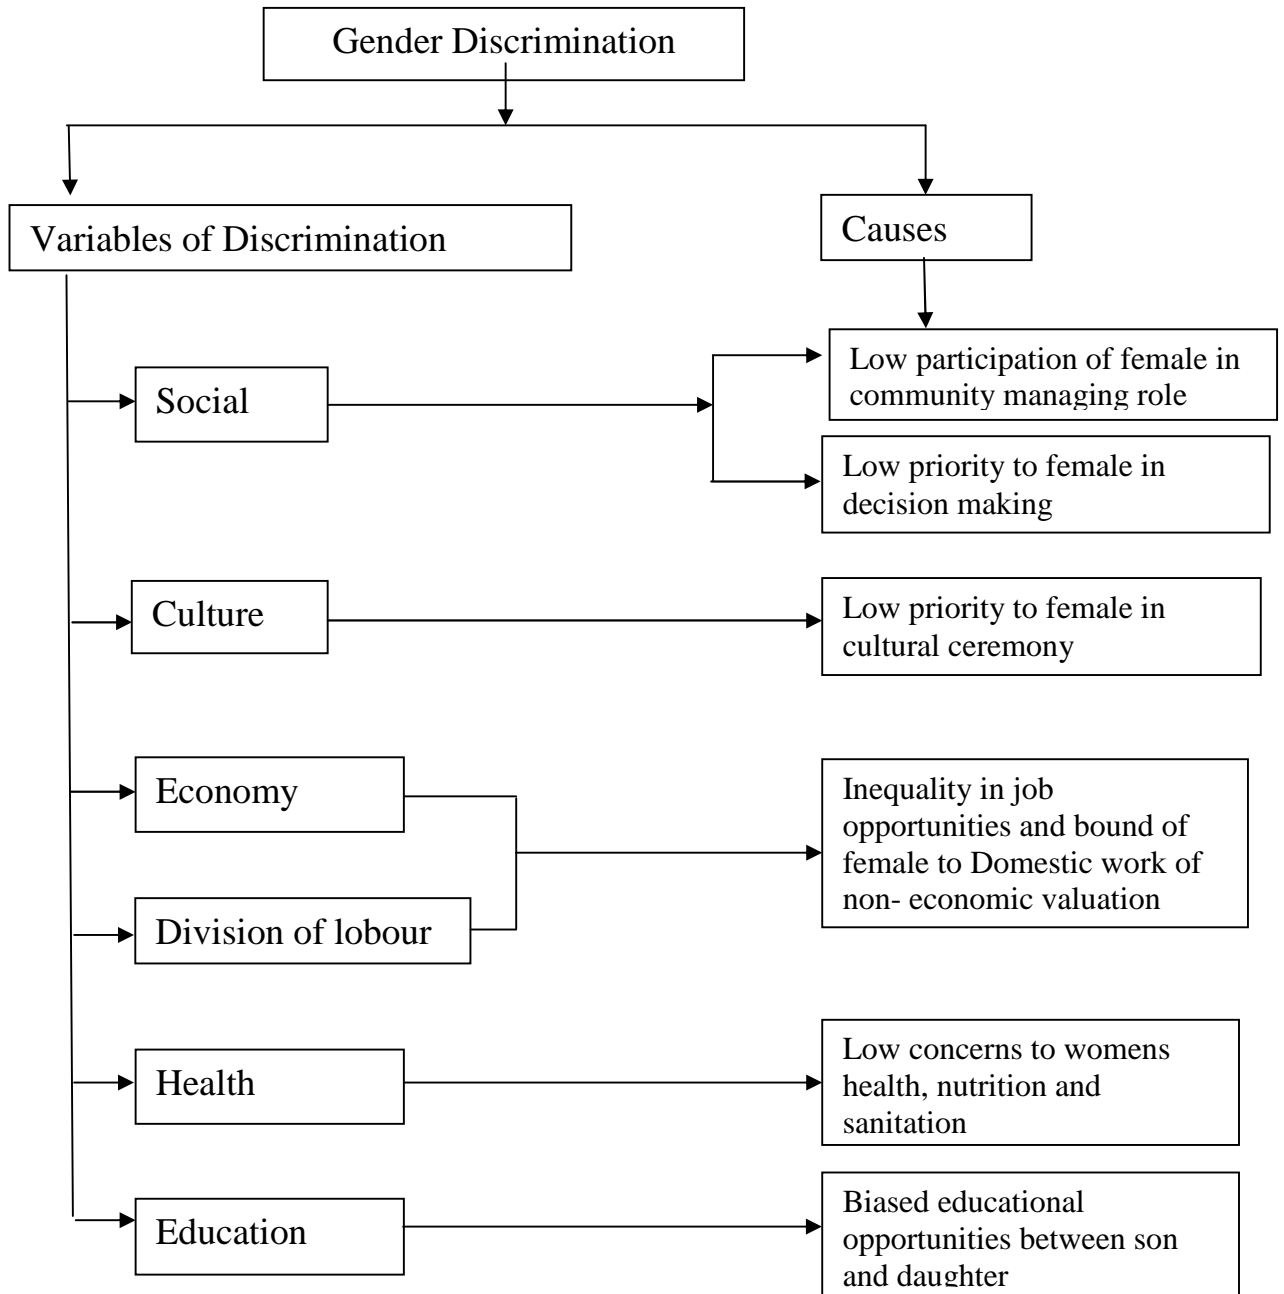 Gender Discrimination
Variables of Discrimination
Causes
Social
Low participation of female in
community managing role
Low priority to female in
decision making
Culture
Low priority to female in
cultural ceremony
Economy
Division of lobour
Inequality in job
opportunities and bound of
female to Domestic work of
non- economic valuation
Health
Low concerns to womens
health, nutrition and
sanitation
Education
Biased educational
opportunities between son
and daughter